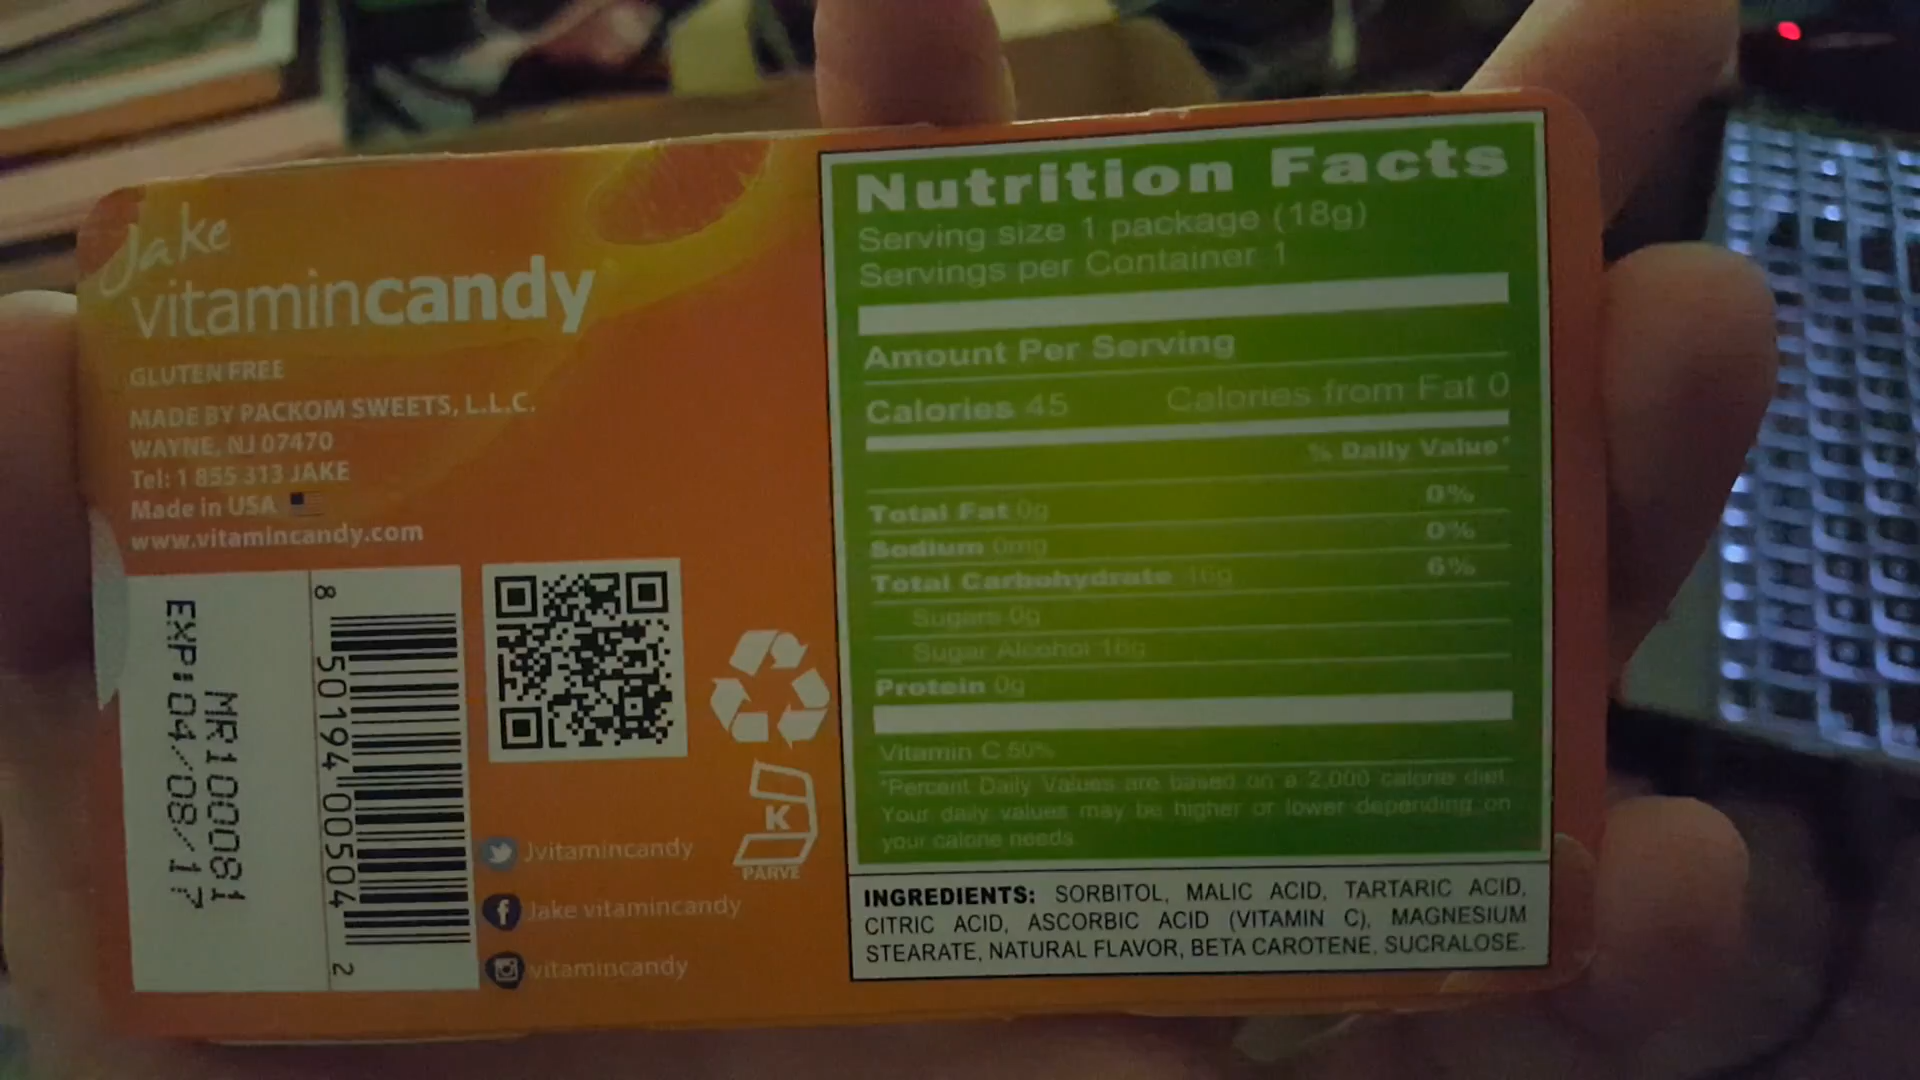 Jake
vitamincandy
GLUTEN FREE
MADE BY PACKOM SWEETS, L.L.C.
WAYNE, NJ 07470
Tel: 1 855 313 JAKE
Made in USA
www.vitamincandy.com
MR100081
EXP:04/08/17
8 50194 00504 2
PARVE
K
Jvitamincandy
Jake vitamincandy
vitamincandy
Nutrition Facts
Serving size 1 package (18g)
Servings per Container 1
Amount Per Serving
Calories 45 Calories from Fat 0
% Daily Value*
Total Fat 0g 0%
Sodium 0mg 0%
Total Carbohydrate 16g 6%
Sugars 0g
Sugar Alcohol 16g
Protein 0g
Vitamin C 50%
*Percent Daily Values are based on a 2,000 calorie diet.
Your daily values may be higher or lower depending on
your calorie needs.
INGREDIENTS: SORBITOL, MALIC ACID, TARTARIC ACID,
CITRIC ACID, ASCORBIC ACID (VITAMIN C), MAGNESIUM
STEARATE, NATURAL FLAVOR, BETA CAROTENE, SUCRALOSE.